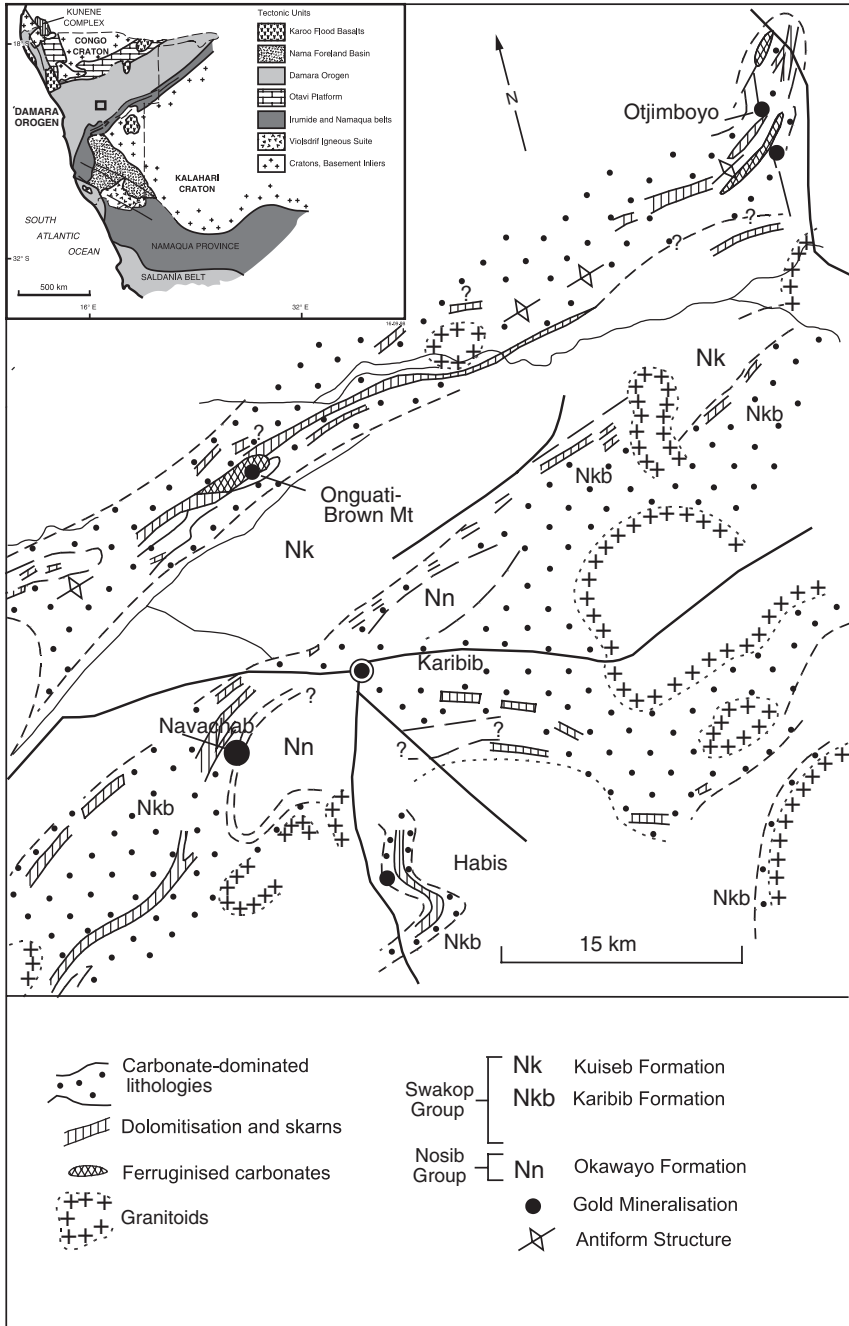 KUNENE
COMPLEX
18° S
CONGO
CRATON
DAMARA
OROGEN
KALAHARI
CRATON
SOUTH
ATLANTIC
OCEAN
NAMAQUA PROVINCE
32° S
SALDANIA BELT
500 km
16° E
32° E
Tectonic Units
Karoo Flood Basalts
Nama Foreland Basin
Damara Orogen
Otavi Platform
Irumide and Namaqua belts
Violsdrif Igneous Suite
Cratons, Basement Inliers
N
Otjimboyo
?
?
Nk
Nkb
?
Nkb
Onguati-
Brown Mt
Nk
Nn
Karibib
?
Navachab
Nn
?
?
Nkb
Habis
Nkb
Nkb
15 km
Carbonate-dominated
lithologies
Dolomitisation and skarns
Ferruginised carbonates
Granitoids
Swakop
Group
Nk Kuiseb Formation
Nkb Karibib Formation
Nosib
Group
Nn Okawayo Formation
Gold Mineralisation
Antiform Structure